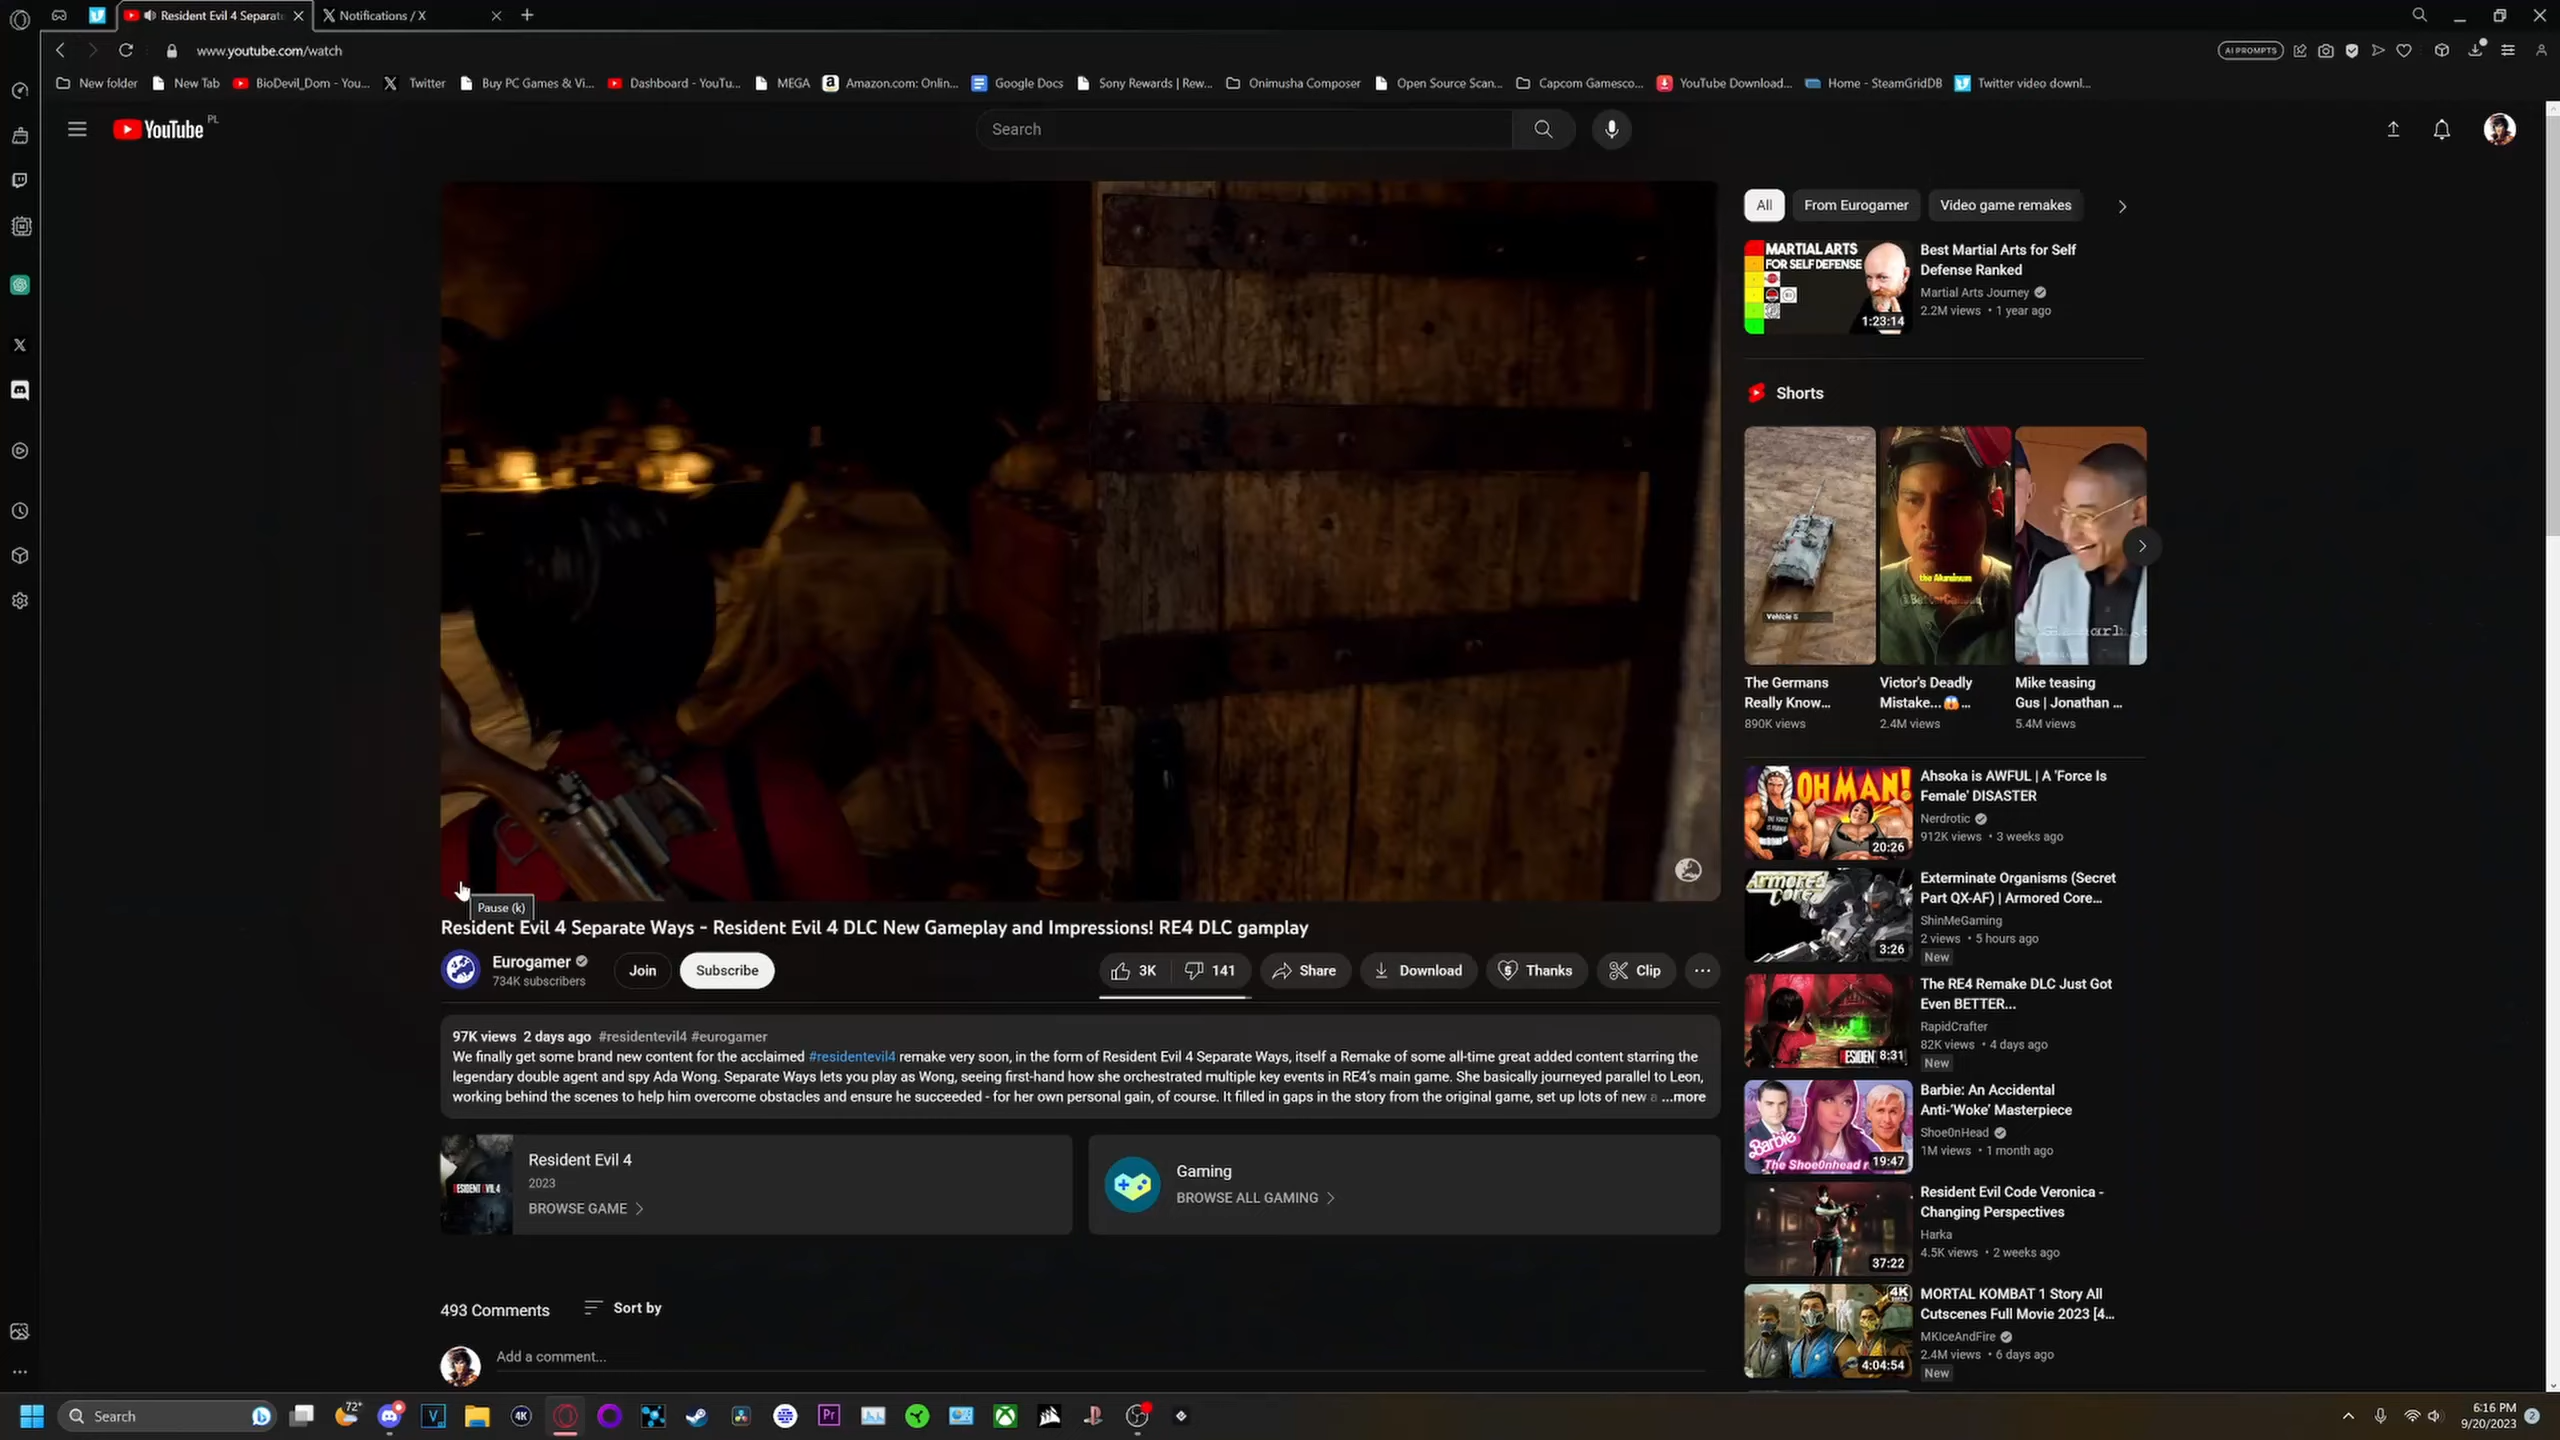 Resident Evil 4 Separat
Notifications / X
www.youtube.com/watch
AI PROMPTS
New folder
New Tab
BioDevil_Dom - You...
Twitter
Buy PC Games & Vi...
Dashboard - YouTu...
MEGA
Amazon.com: Onlin...
Google Docs
Sony Rewards | Rew...
Onimusha Composer
Open Source Scan...
Capcom Gamesco...
YouTube Download...
Home - SteamGridDB
Twitter video downl...
YouTube PL
Search
All
From Eurogamer
Video game remakes
MARTIAL ARTS
FOR SELF DEFENSE
1:23:14
Best Martial Arts for Self
Defense Ranked
Martial Arts Journey
2.2M views • 1 year ago
Shorts
Vehicle
the Aluminum
The Germans
Really Know...
890K views
Victor's Deadly
Mistake...😱...
2.4M views
Mike teasing
Gus | Jonathan ...
5.4M views
OH MAN!
20:26
Ahsoka is AWFUL | A 'Force Is
Female' DISASTER
Nerdrotic
912K views • 3 weeks ago
ARMORED
CORE
3:26
Exterminate Organisms (Secret
Part QX-AF) | Armored Core...
ShinMeGaming
2 views • 5 hours ago
New
RESIDENT
8:31
The RE4 Remake DLC Just Got
Even BETTER...
RapidCrafter
82K views • 4 days ago
New
Barbie
The Shoe0nhead r
19:47
Barbie: An Accidental
Anti-'Woke' Masterpiece
Shoe0nHead
1M views • 1 month ago
37:22
Resident Evil Code Veronica -
Changing Perspectives
Harka
4.5K views • 2 weeks ago
4K
4:04:54
MORTAL KOMBAT 1 Story All
Cutscenes Full Movie 2023 [4...
MKIceAndFire
2.4M views • 6 days ago
New
Pause (k)
Resident Evil 4 Separate Ways - Resident Evil 4 DLC New Gameplay and Impressions! RE4 DLC gamplay
Eurogamer
734K subscribers
Join
Subscribe
3K
141
Share
Download
Thanks
Clip
97K views 2 days ago #residentevil4 #eurogamer
We finally get some brand new content for the acclaimed #residentevil4 remake very soon, in the form of Resident Evil 4 Separate Ways, itself a Remake of some all-time great added content starring the
legendary double agent and spy Ada Wong. Separate Ways lets you play as Wong, seeing first-hand how she orchestrated multiple key events in RE4's main game. She basically journeyed parallel to Leon,
working behind the scenes to help him overcome obstacles and ensure he succeeded - for her own personal gain, of course. It filled in gaps in the story from the original game, set up lots of new a ...more
RESIDENT EVIL 4
Resident Evil 4
2023
BROWSE GAME
Gaming
BROWSE ALL GAMING
493 Comments
Sort by
Add a comment...
Search
72°
V
4K
Pr
6:16 PM
9/20/2023
2